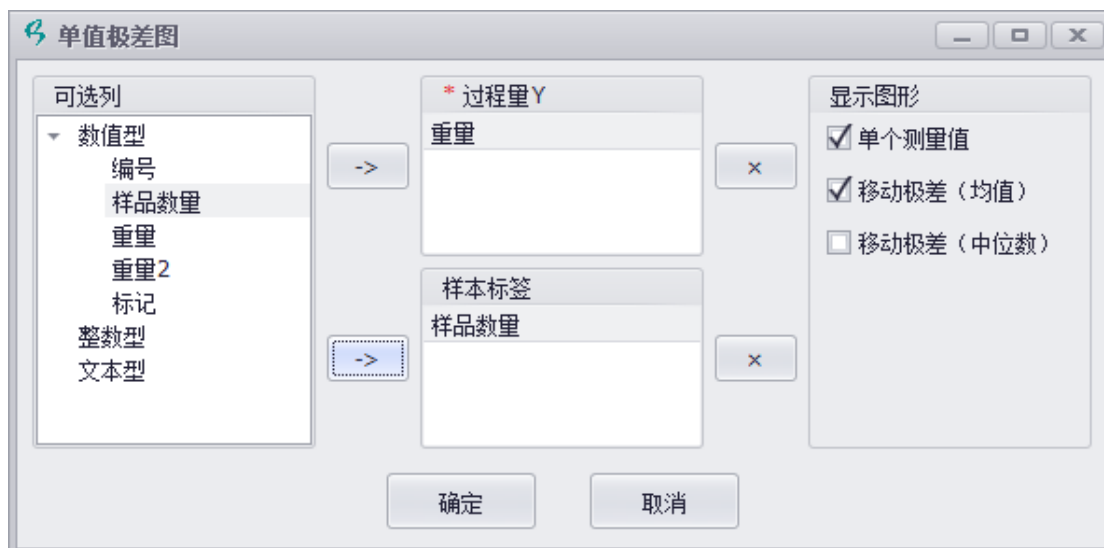 单值极差图
可选列
数值型
编号
样品数量
重量
重量2
标记
整数型
文本型
->
->
* 过程量Y
重量
样本标签
样品数量
×
×
显示图形
单个测量值
移动极差（均值）
移动极差（中位数）
确定
取消